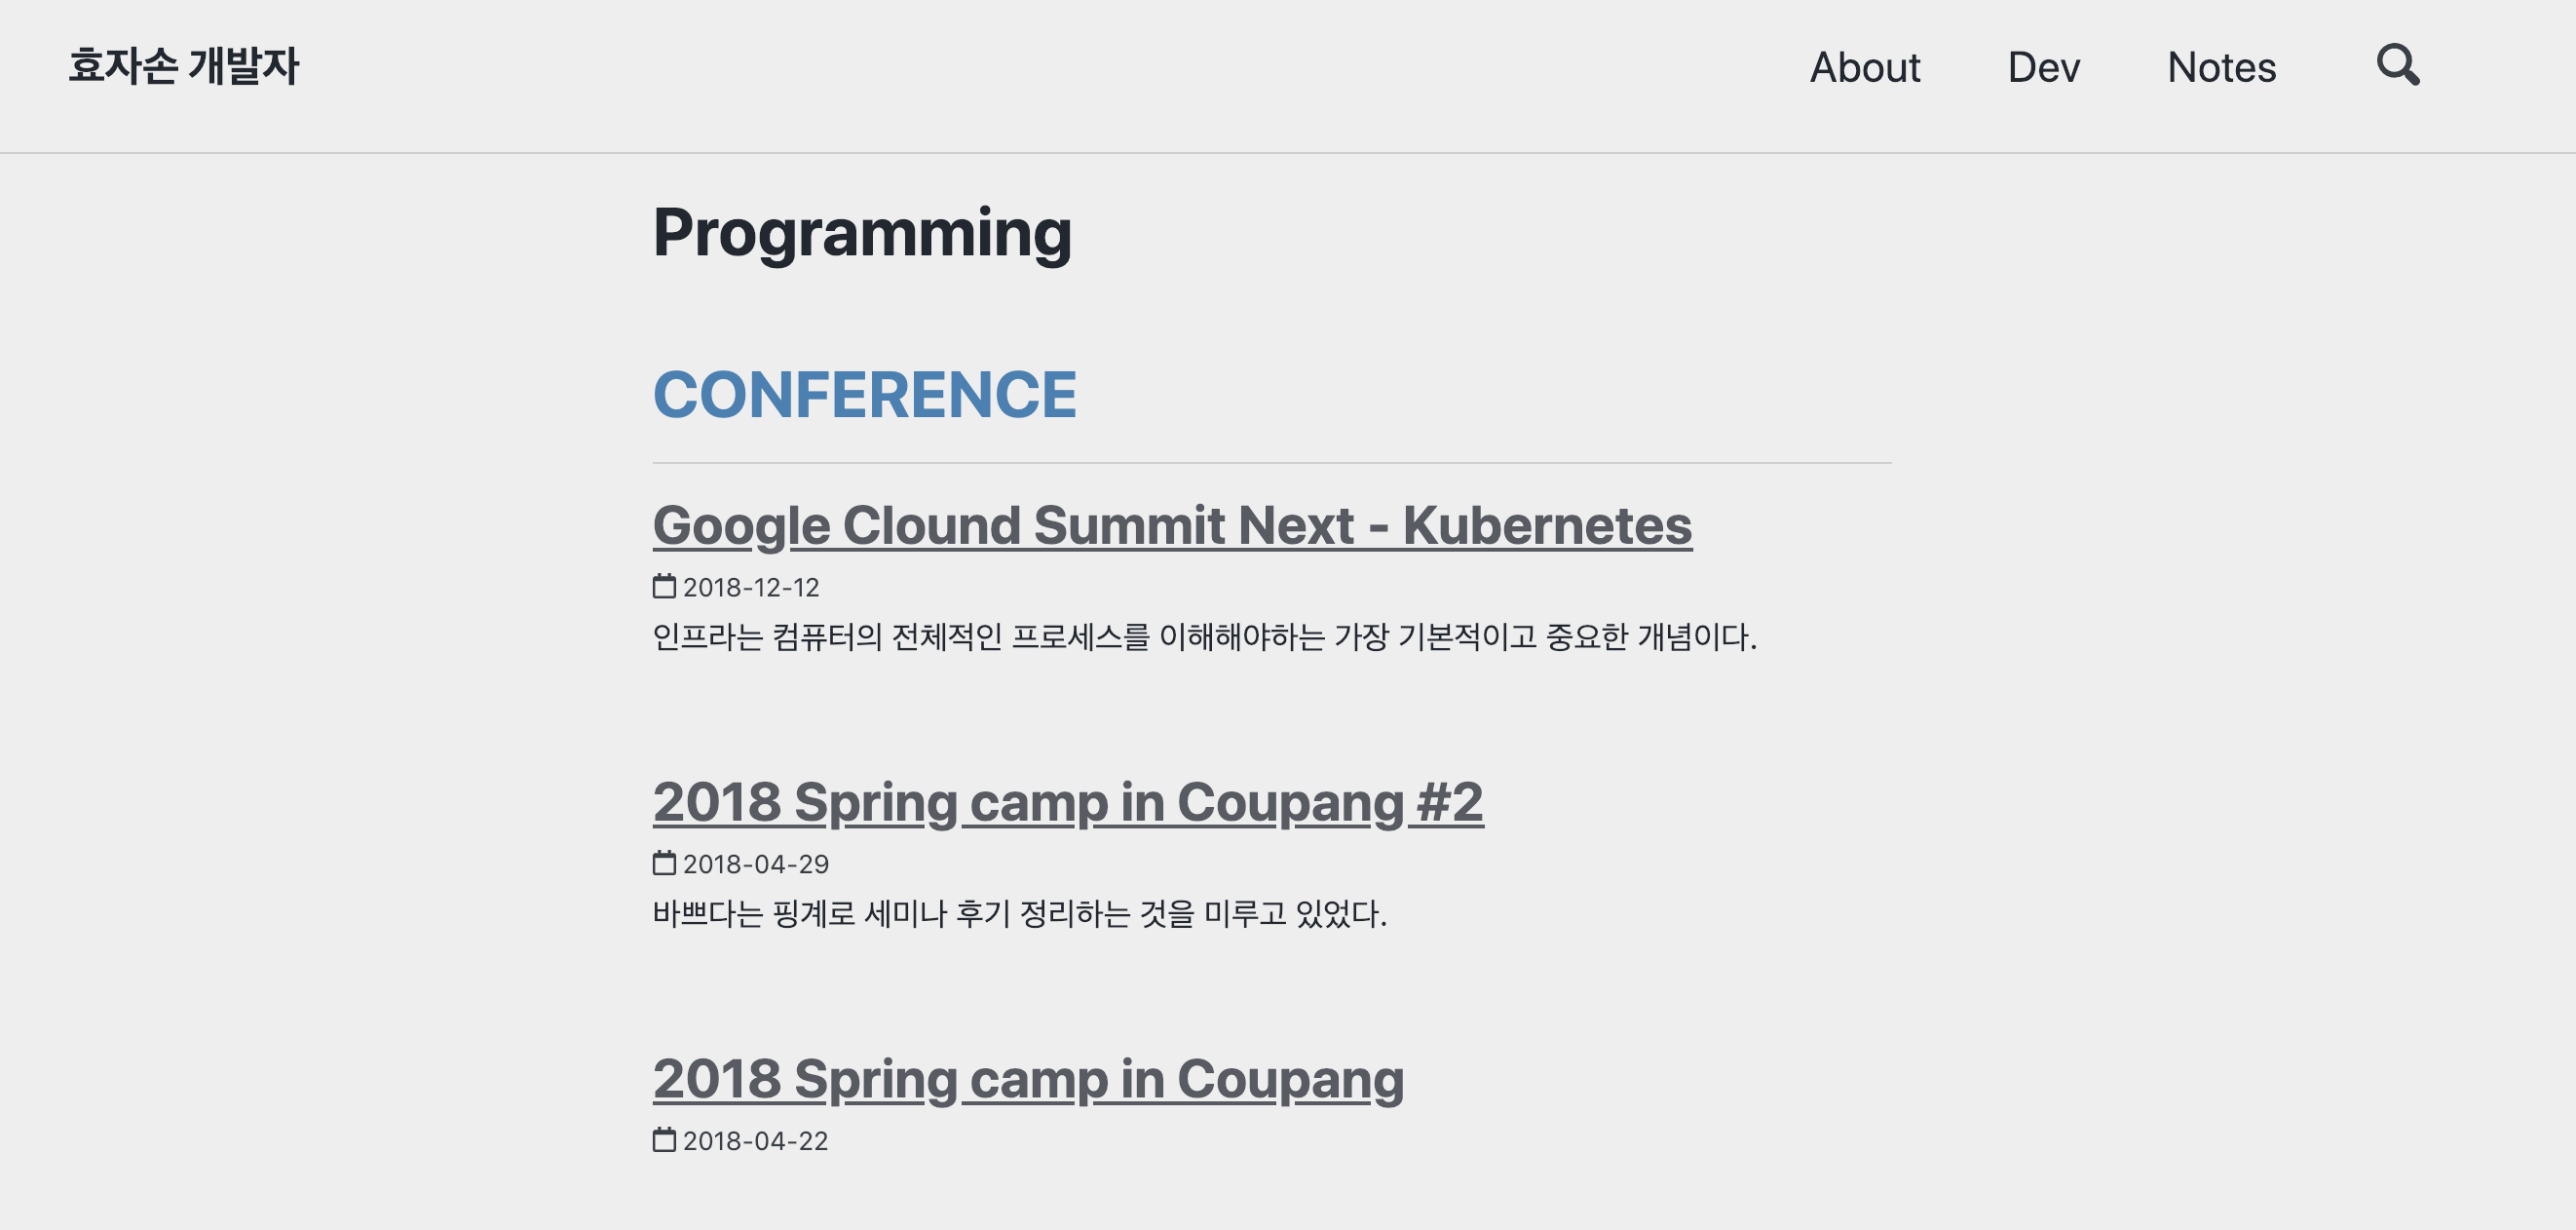 효자손 개발자
About
Dev
Notes
Programming
CONFERENCE
Google Clound Summit Next - Kubernetes
2018-12-12
인프라는 컴퓨터의 전체적인 프로세스를 이해해야하는 가장 기본적이고 중요한 개념이다.
2018 Spring camp in Coupang #2
2018-04-29
바쁘다는 핑계로 세미나 후기 정리하는 것을 미루고 있었다.
2018 Spring camp in Coupang
2018-04-22